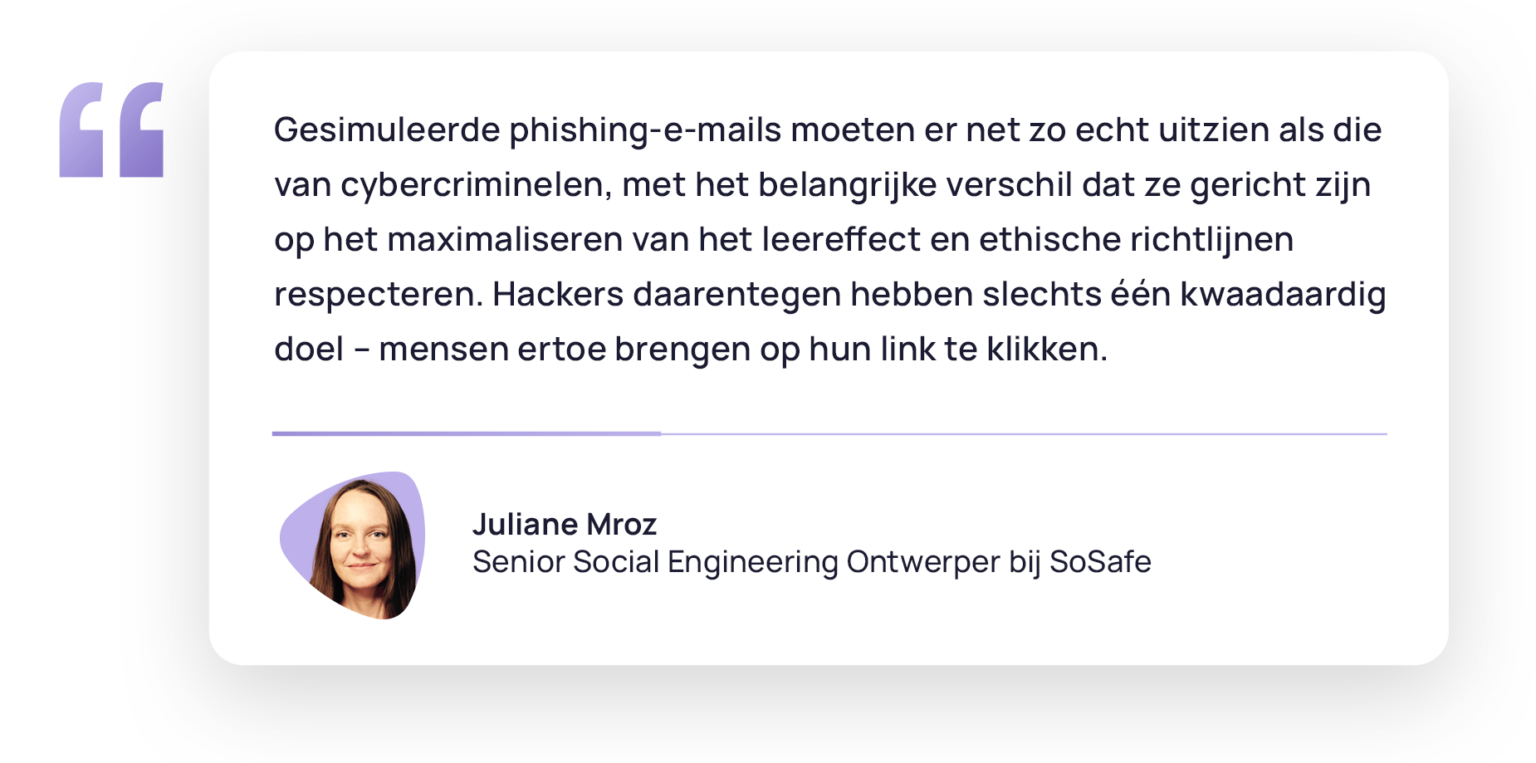 Gesimuleerde phishing-e-mails moeten er net zo echt uitzien als die
van cybercriminelen, met het belangrijke verschil dat ze gericht zijn
op het maximaliseren van het leereffect en ethische richtlijnen
respecteren. Hackers daarentegen hebben slechts één kwaadaardig
doel – mensen ertoe brengen op hun link te klikken.
Juliane Mroz
Senior Social Engineering Ontwerper bij SoSafe